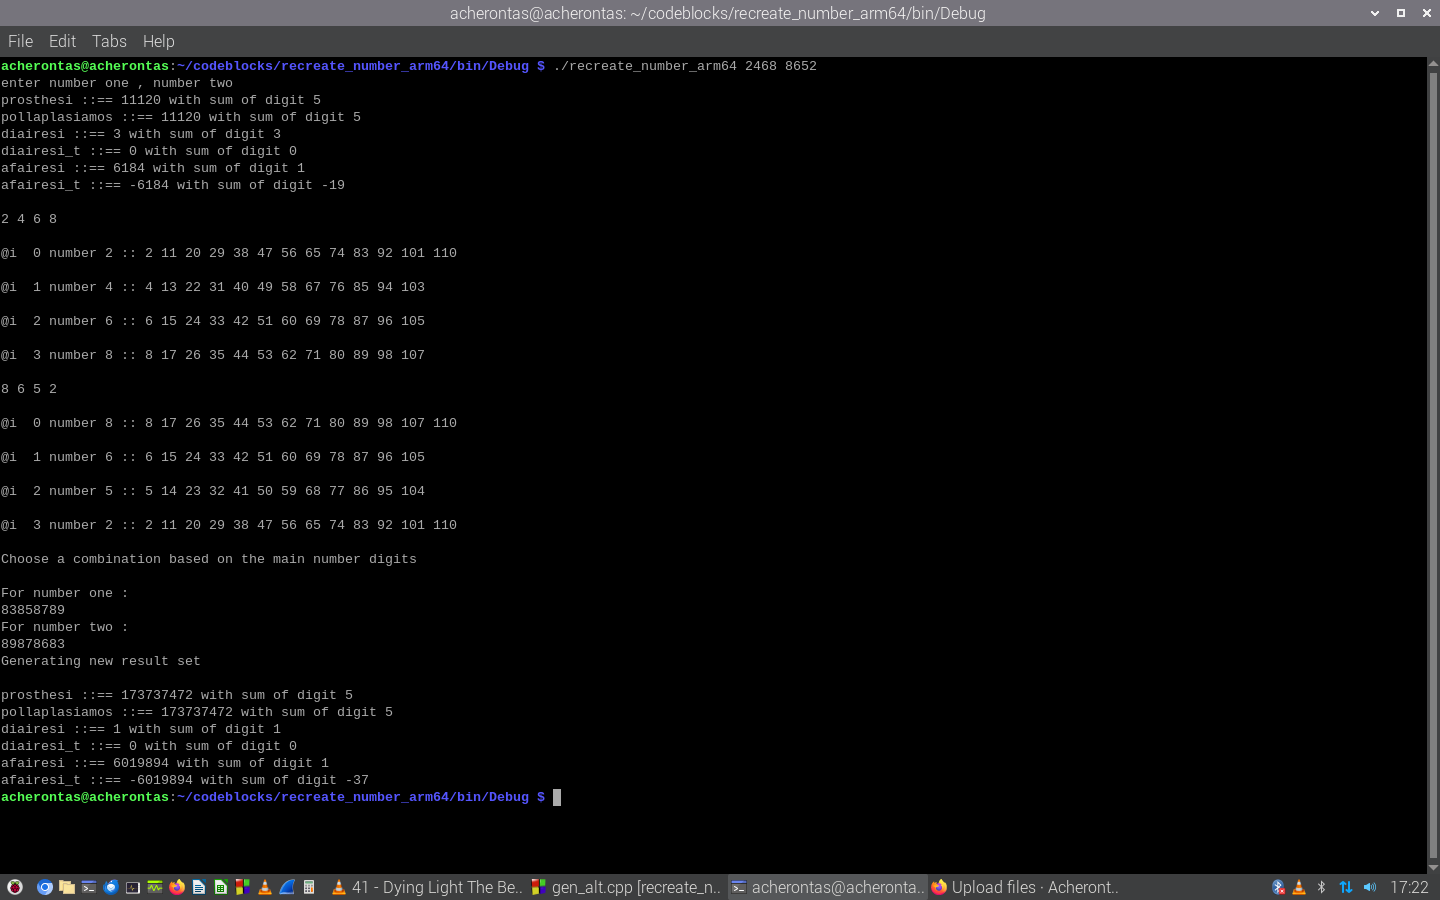 acherontas@acherontas: ~/codeblocks/recreate_number_arm64/bin/Debug
File Edit Tabs Help
acherontas@acherontas:~/codeblocks/recreate_number_arm64/bin/Debug $ ./recreate_number_arm64 2468 8652
enter number one , number two
prosthesi ::== 11120 with sum of digit 5
pollaplasiamos ::== 11120 with sum of digit 5
diairesi ::== 3 with sum of digit 3
diairesi_t ::== 0 with sum of digit 0
afairesi ::== 6184 with sum of digit 1
afairesi_t ::== -6184 with sum of digit -19
2 4 6 8
@i  0 number 2 :: 2 11 20 29 38 47 56 65 74 83 92 101 110
@i  1 number 4 :: 4 13 22 31 40 49 58 67 76 85 94 103
@i  2 number 6 :: 6 15 24 33 42 51 60 69 78 87 96 105
@i  3 number 8 :: 8 17 26 35 44 53 62 71 80 89 98 107
8 6 5 2
@i  0 number 8 :: 8 17 26 35 44 53 62 71 80 89 98 107 110
@i  1 number 6 :: 6 15 24 33 42 51 60 69 78 87 96 105
@i  2 number 5 :: 5 14 23 32 41 50 59 68 77 86 95 104
@i  3 number 2 :: 2 11 20 29 38 47 56 65 74 83 92 101 110
Choose a combination based on the main number digits
For number one :
83858789
For number two :
89878683
Generating new result set
prosthesi ::== 173737472 with sum of digit 5
pollaplasiamos ::== 173737472 with sum of digit 5
diairesi ::== 1 with sum of digit 1
diairesi_t ::== 0 with sum of digit 0
afairesi ::== 6019894 with sum of digit 1
afairesi_t ::== -6019894 with sum of digit -37
acherontas@acherontas:~/codeblocks/recreate_number_arm64/bin/Debug $
41 - Dying Light The Be.. gen_alt.cpp [recreate_n.. acherontas@acheronta.. Upload files · Acheront.. 17:22